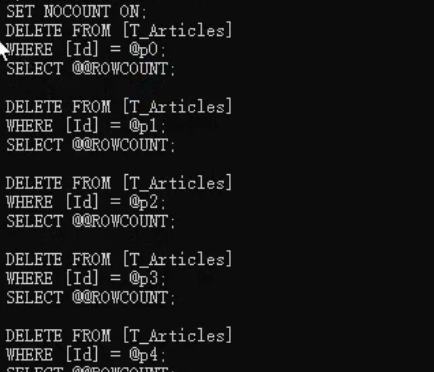 SET NOCOUNT ON;
DELETE FROM [T_Articles]
WHERE [Id] = @p0;
SELECT @@ROWCOUNT;
DELETE FROM [T_Articles]
WHERE [Id] = @p1;
SELECT @@ROWCOUNT;
DELETE FROM [T_Articles]
WHERE [Id] = @p2;
SELECT @@ROWCOUNT;
DELETE FROM [T_Articles]
WHERE [Id] = @p3;
SELECT @@ROWCOUNT;
DELETE FROM [T_Articles]
WHERE [Id] = @p4;
SELECT @@ROWCOUNT;